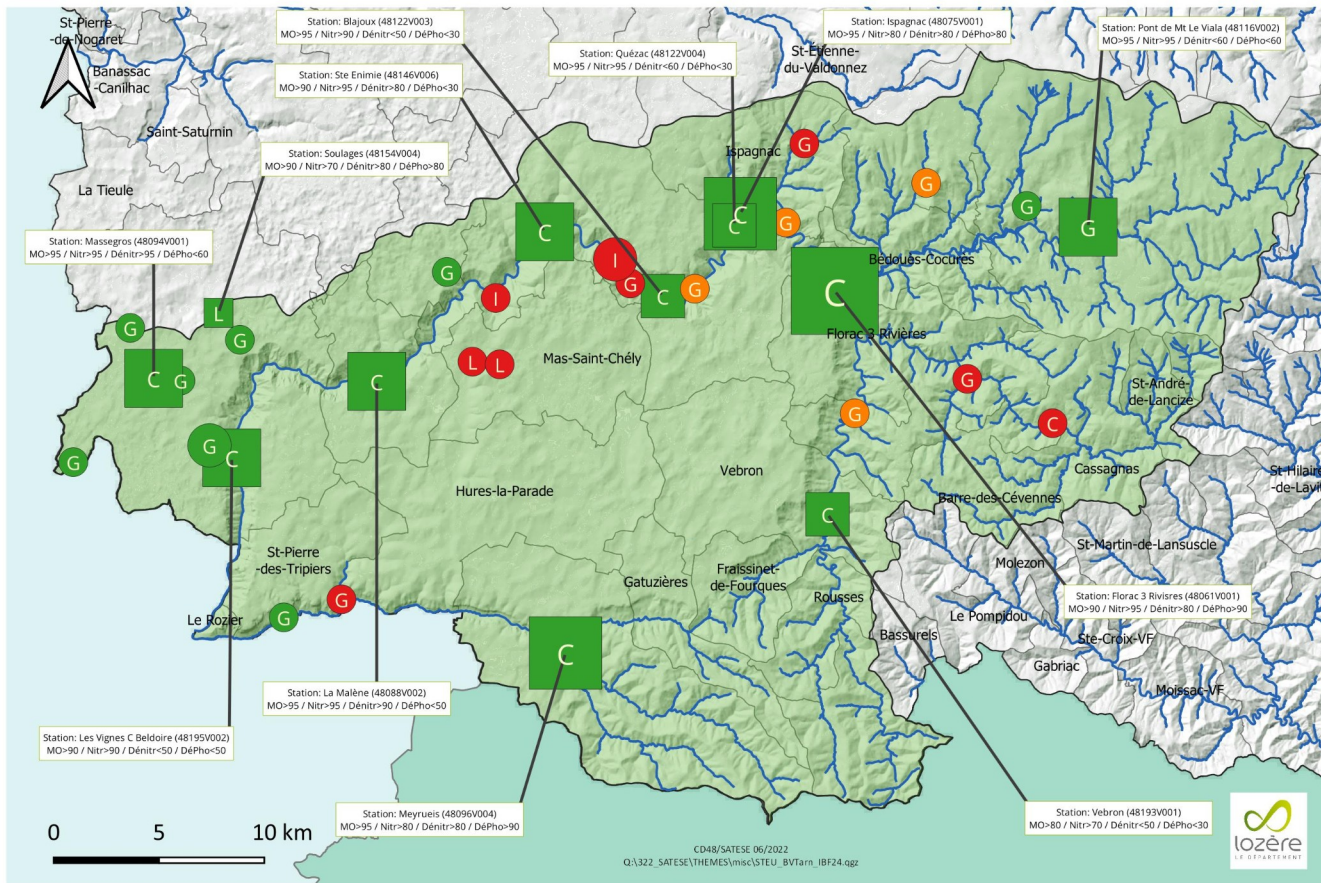 St-Pierre
-de-Nogaret
Banassac
-Canilhac
Saint-Saturnin
La Tieule
Station: Blajoux (48122V003)
MO>95 / Nitr>90 / Dénitr<50 / DéPho<30
Station: Ste Enimie (48146V006)
MO>90 / Nitr>95 / Dénitr>80 / DéPho<30
Station: Quézac (48122V004)
MO>95 / Nitr>95 / Dénitr<60 / DéPho<30
Station: Ispagnac (48075V001)
MO>95 / Nitr>80 / Dénitr>80 / DéPho>80
St-Étienne
-du-Valdonnez
Station: Pont de Mt Le Viala (48116V002)
MO>95 / Nitr>95 / Dénitr<60 / DéPho<60
Station: Soulages (48154V004)
MO>90 / Nitr>70 / Dénitr>80 / DéPho>80
Station: Massegros (48094V001)
MO>95 / Nitr>95 / Dénitr>95 / DéPho<60
Ispagnac
G
G
G
G
G
C
C
C
G
I
G
C
G
I
Bédouès-Cocurès
C
Florac 3 Rivières
L
G
G
C
G
L
L
Mas-Saint-Chély
C
G
C
G
St-André-
de-Lancize
G
C
G
Vebron
Hures-la-Parade
Cassagnas
Barre-des-Cévennes
St-Hilaire
-de-Lavit
C
St-Pierre
-des-Tripiers
Le Rozier
G
G
Gatuzières
Fraissinet-
de-Fourques
Rousses
C
Bassurels
Molezon
St-Martin-de-Lansuscle
Le Pompidou
Ste-Croix-VF
Gabriac
Moissac-VF
Station: Florac 3 Rivisres (48061V001)
MO>90 / Nitr>95 / Dénitr>80 / DéPho>90
Station: La Malène (48088V002)
MO>95 / Nitr>95 / Dénitr>90 / DéPho<50
Station: Les Vignes C Beldoire (48195V002)
MO>90 / Nitr>90 / Dénitr<50 / DéPho<50
Station: Meyrueis (48096V004)
MO>95 / Nitr>80 / Dénitr>80 / DéPho>90
Station: Vebron (48193V001)
MO>80 / Nitr>70 / Dénitr<50 / DéPho<30
0 5 10 km
CD48/SATESE 06/2022
Q:\322_SATESE\THEMES\misc\STEU_BVTarn_IBF24.qgz
lozère
LE DÉPARTEMENT